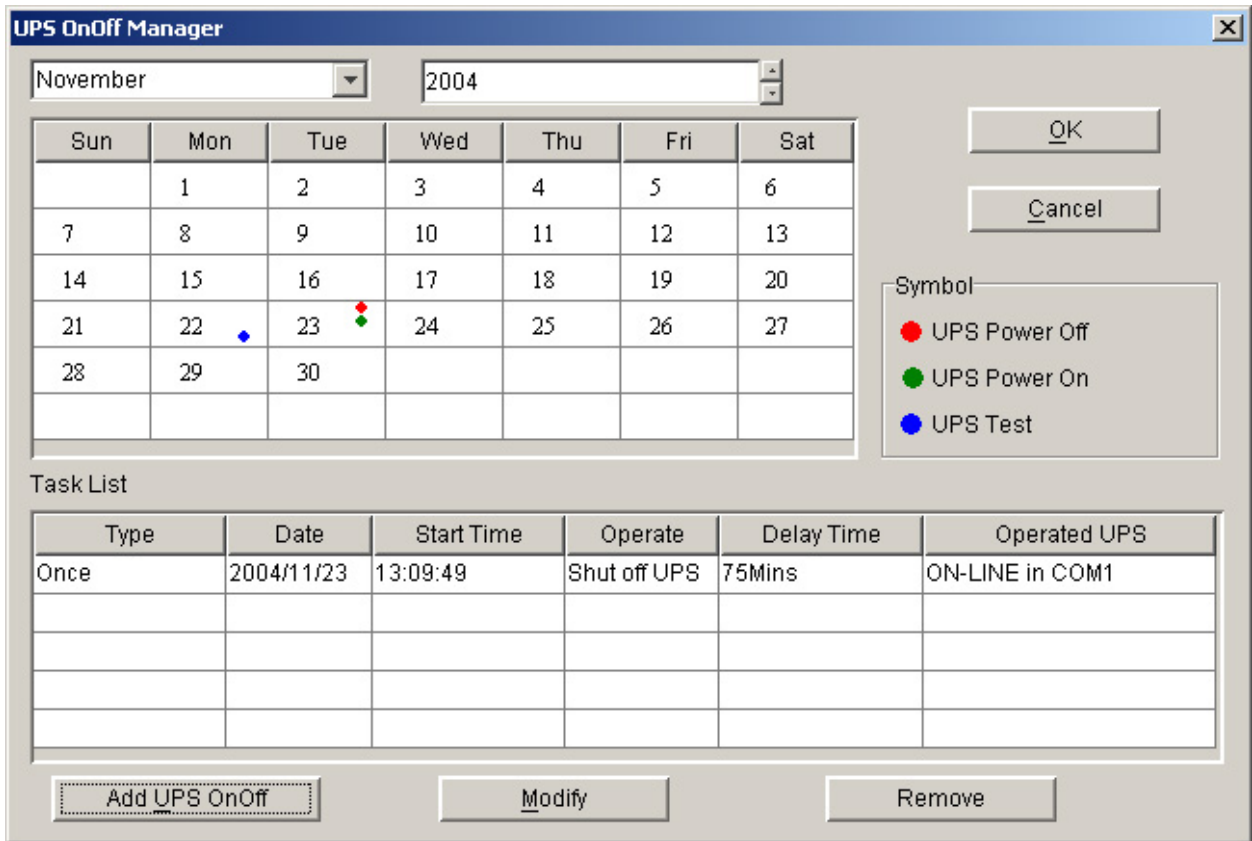 UPS OnOff Manager
November 2004
Sun Mon Tue Wed Thu Fri Sat
1 2 3 4 5 6
7 8 9 10 11 12 13
14 15 16 17 18 19 20
21 22 23 24 25 26 27
28 29 30
OK
Cancel
Symbol
UPS Power Off
UPS Power On
UPS Test
Task List
Type Date Start Time Operate Delay Time Operated UPS
Once 2004/11/23 13:09:49 Shut off UPS 75Mins ON-LINE in COM1
Add UPS OnOff Modify Remove